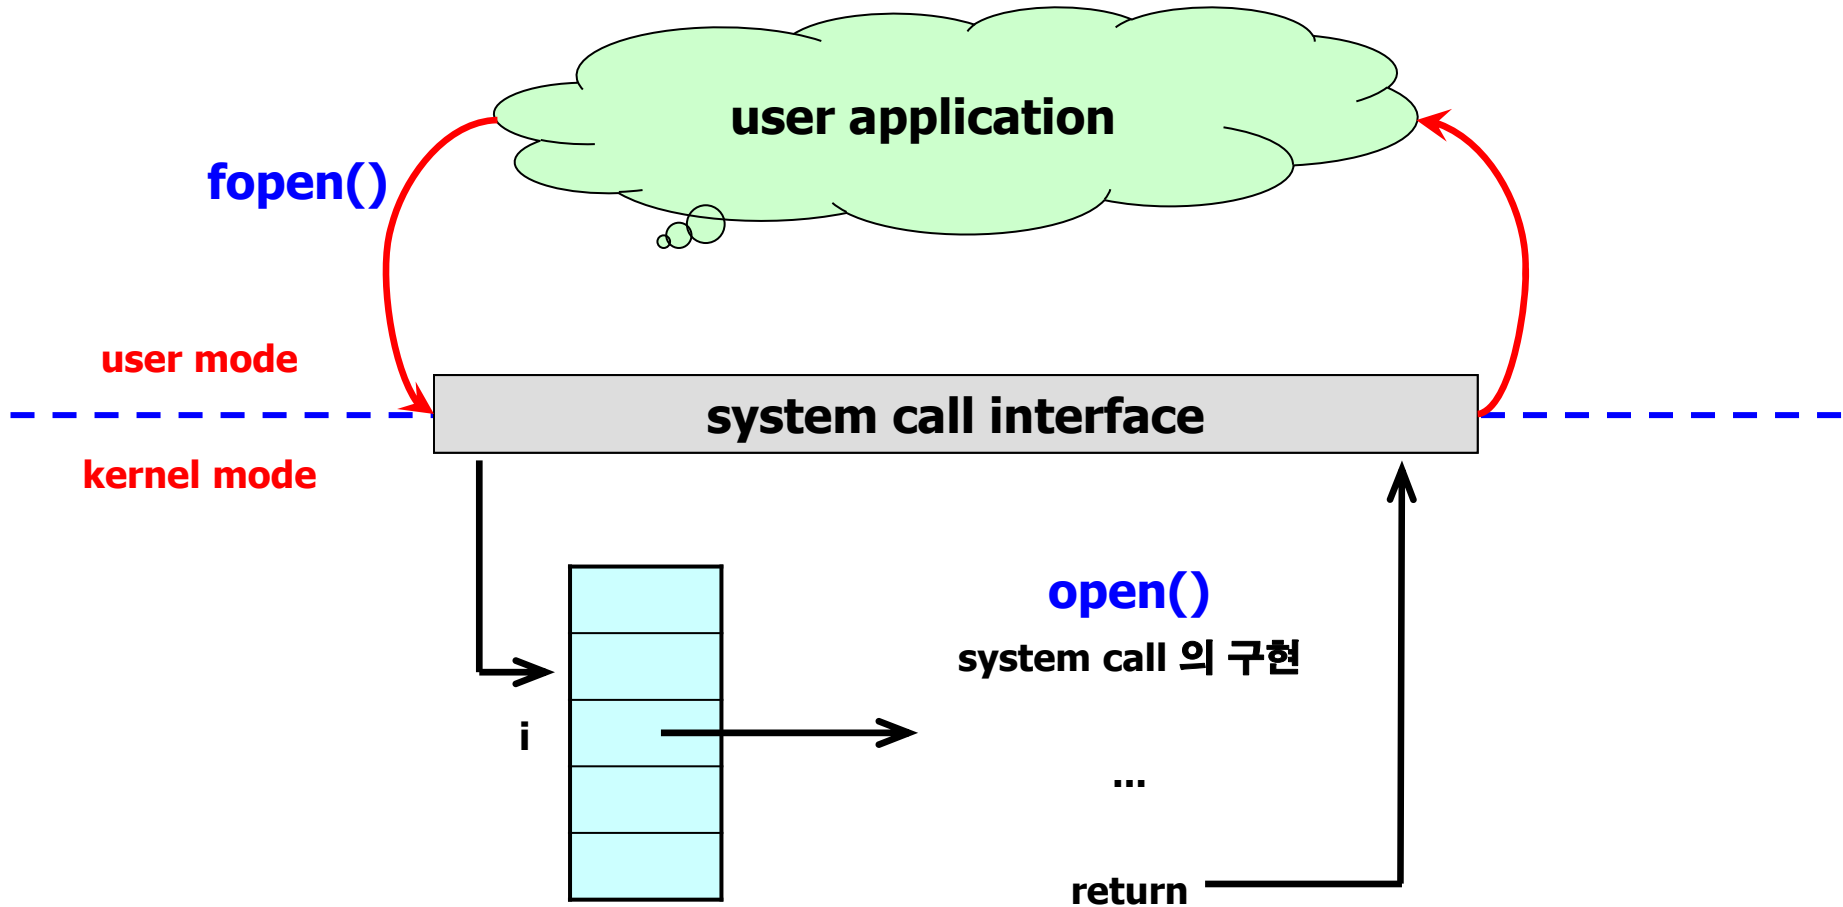 user application
fopen()
user mode
system call interface
kernel mode
open()
system call 의 구현
i
...
return